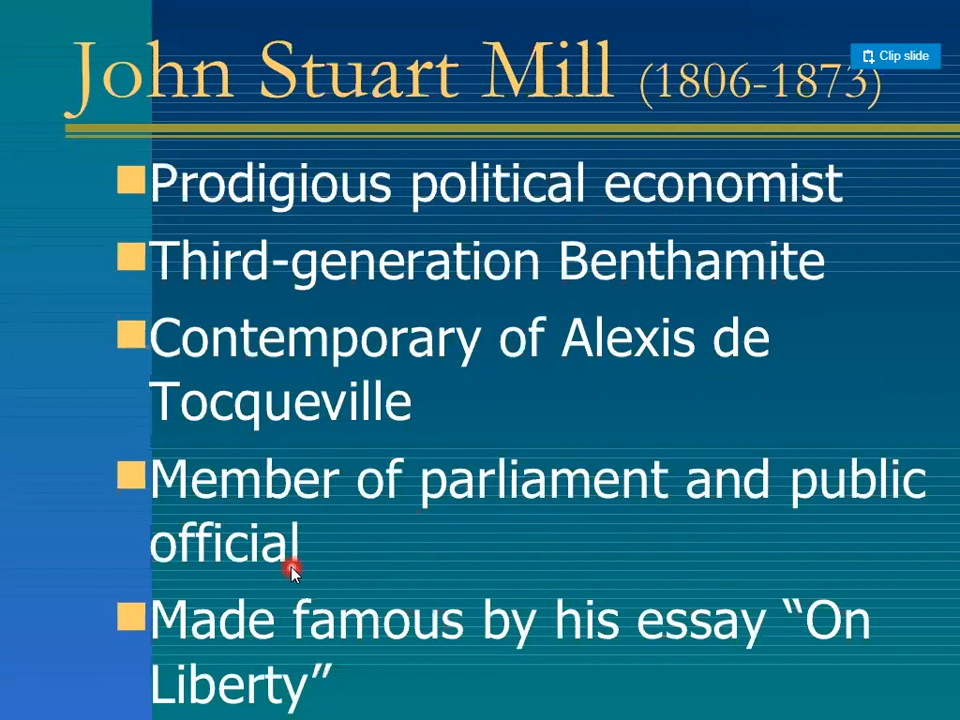 John Stuart Mill (1806-1873)
Clip slide
Prodigious political economist
Third-generation Benthamite
Contemporary of Alexis de
Tocqueville
Member of parliament and public
official
Made famous by his essay “On
Liberty”